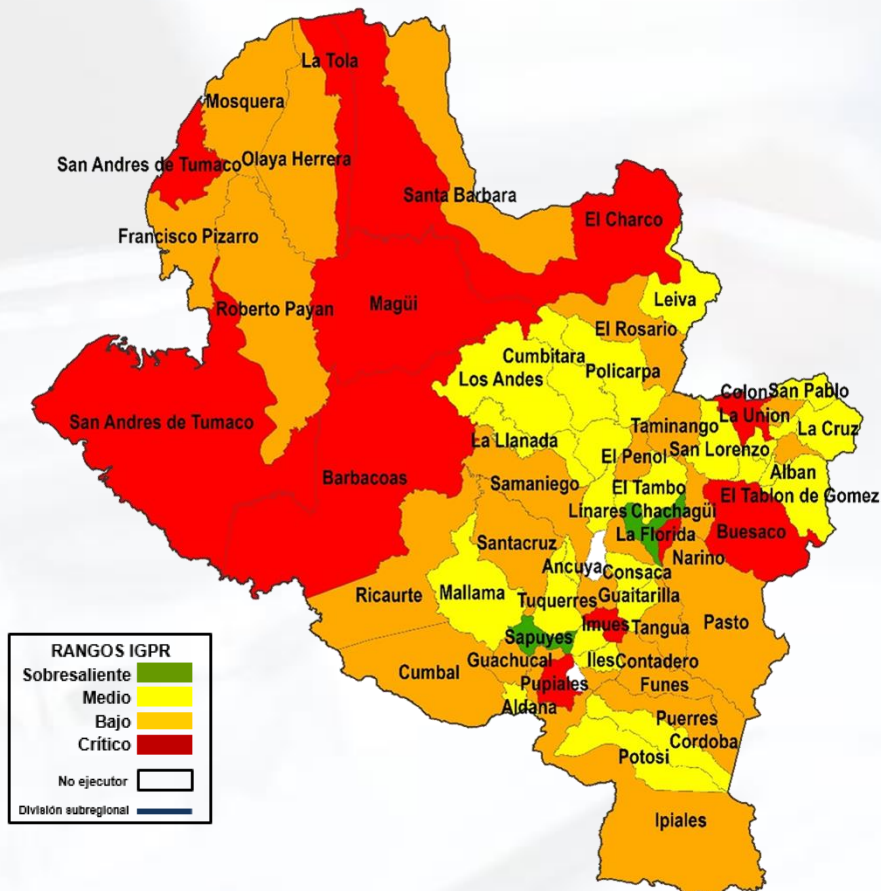 La Tola
Mosquera
San Andres de Tumaco
Olaya Herrera
Santa Barbara
El Charco
Francisco Pizarro
Leiva
Roberto Payan
Magüi
El Rosario
Cumbitara
Policarpa
Los Andes
Colon
San Pablo
La Union
San Andres de Tumaco
Taminango
La Cruz
La Llanada
San Lorenzo
El Penol
Alban
Barbacoas
Samaniego
El Tambo
El Tablon de Gomez
Linares
Chachagüi
La Florida
Buesaco
Santacruz
Narino
Ancuya
Consaca
Ricaurte
Mallama
Tuquerres
Guaitarilla
Imues
Tangua
Pasto
Sapuyes
Guachucal
Iles
Contadero
Cumbal
Pupiales
Funes
Aldana
Puerres
Cordoba
Potosi
Ipiales
RANGOS IGPR
Sobresaliente
Medio
Bajo
Crítico
No ejecutor
División subregional